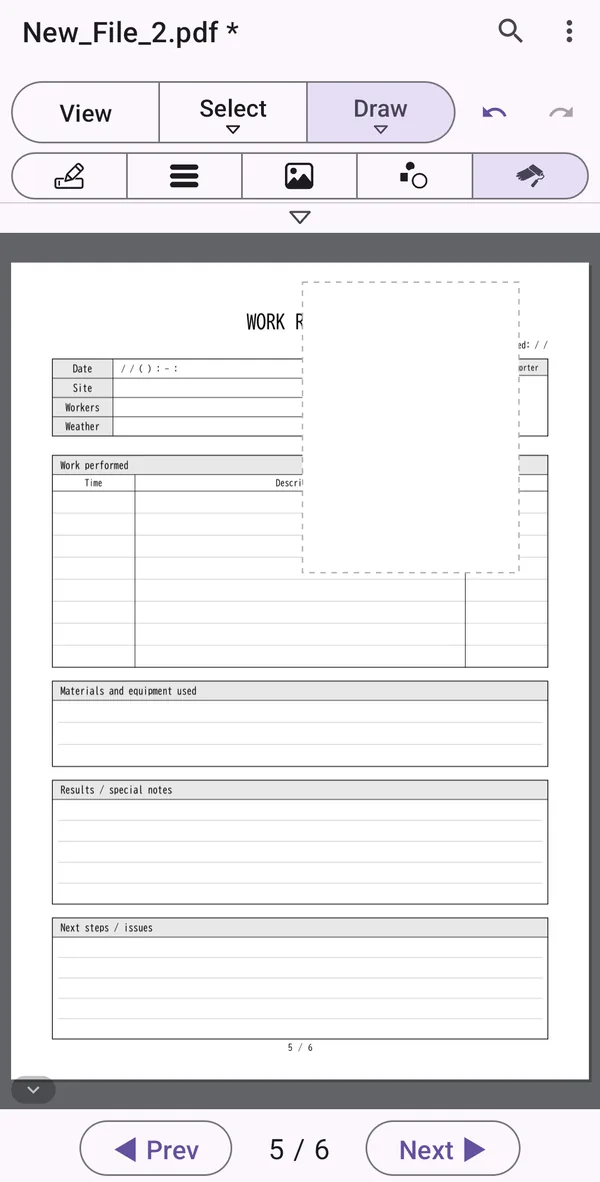 New_File_2.pdf *
View
Select
Draw
WORK
ed: / /
Date
/ / ( ) : - :
orter
Site
Workers
Weather
Work performed
Time
Descri
Materials and equipment used
Results / special notes
Next steps / issues
5 / 6
Prev
5 / 6
Next